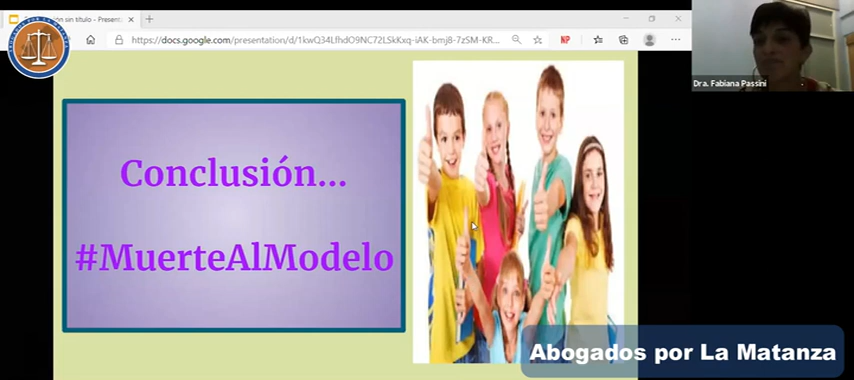 ción sin título - Present
https://docs.google.com/presentation/d/1kwQ34LfhdO9NC72LSkKxq-iAK-bmj8-7zSM-KR...
Dra. Fabiana Passini
Conclusión...
#MuerteAlModelo
Abogados por La Matanza